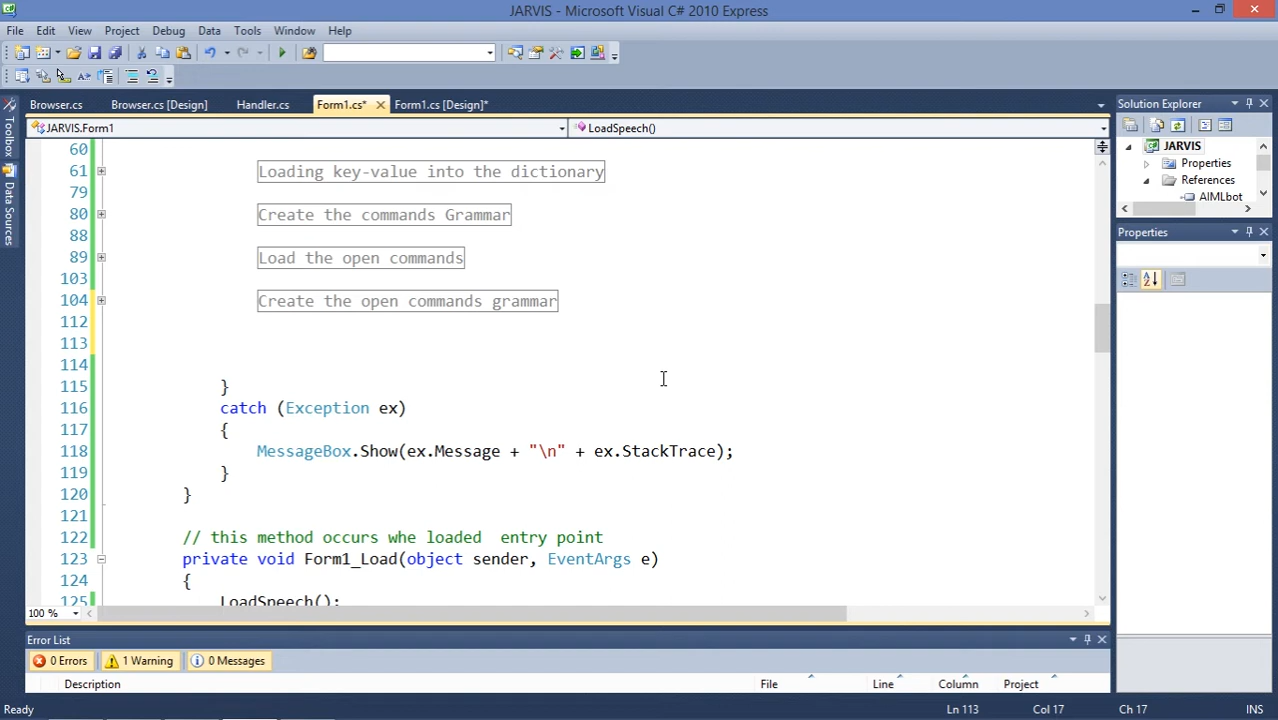 JARVIS - Microsoft Visual C# 2010 Express
File Edit View Project Debug Data Tools Window Help
Browser.cs Browser.cs [Design] Handler.cs Form1.cs* Form1.cs [Design]*
JARVIS.Form1 LoadSpeech()
60
61 Loading key-value into the dictionary
79
80 Create the commands Grammar
88
89 Load the open commands
103
104 Create the open commands grammar
112
113
114
115 }
116 catch (Exception ex)
117 {
118 MessageBox.Show(ex.Message + "\n" + ex.StackTrace);
119 }
120 }
121
122 // this method occurs whe loaded  entry point
123 private void Form1_Load(object sender, EventArgs e)
124 {
125 LoadSpeech();
100 %
Toolbox
Data Sources
Solution Explorer
JARVIS
Properties
References
AIMLbot
Properties
Error List
0 Errors 1 Warning 0 Messages
Description File Line Column Project
Ready Ln 113 Col 17 Ch 17 INS